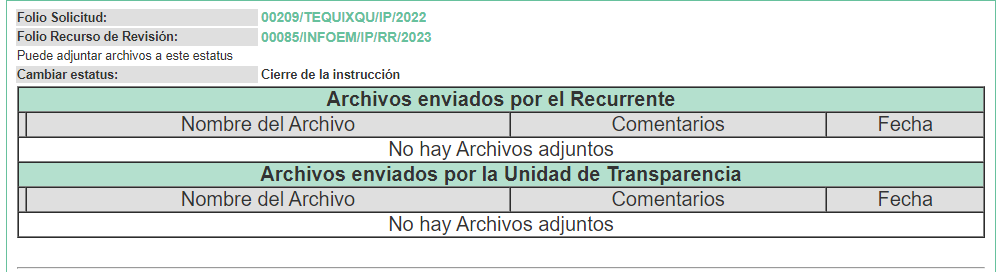 Folio Solicitud: 00209/TEQUIXQU/IP/2022
Folio Recurso de Revisión: 00085/INFOEM/IP/RR/2023
Puede adjuntar archivos a este estatus
Cambiar estatus: Cierre de la instrucción
Archivos enviados por el Recurrente
Nombre del Archivo Comentarios Fecha
No hay Archivos adjuntos
Archivos enviados por la Unidad de Transparencia
Nombre del Archivo Comentarios Fecha
No hay Archivos adjuntos